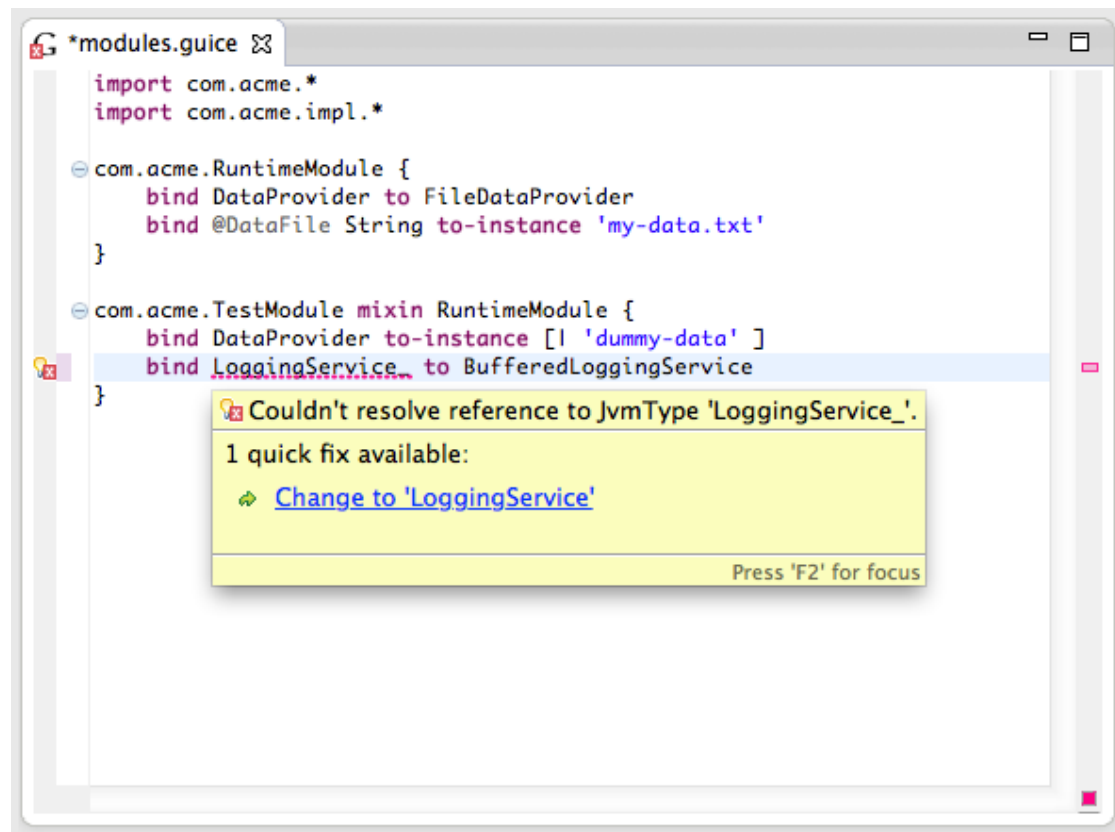 *modules.guice
import com.acme.*
import com.acme.impl.*
com.acme.RuntimeModule {
bind DataProvider to FileDataProvider
bind @DataFile String to-instance 'my-data.txt'
}
com.acme.TestModule mixin RuntimeModule {
bind DataProvider to-instance [| 'dummy-data' ]
bind LoggingService_ to BufferedLoggingService
}
Couldn't resolve reference to JvmType 'LoggingService_'.
1 quick fix available:
Change to 'LoggingService'
Press 'F2' for focus